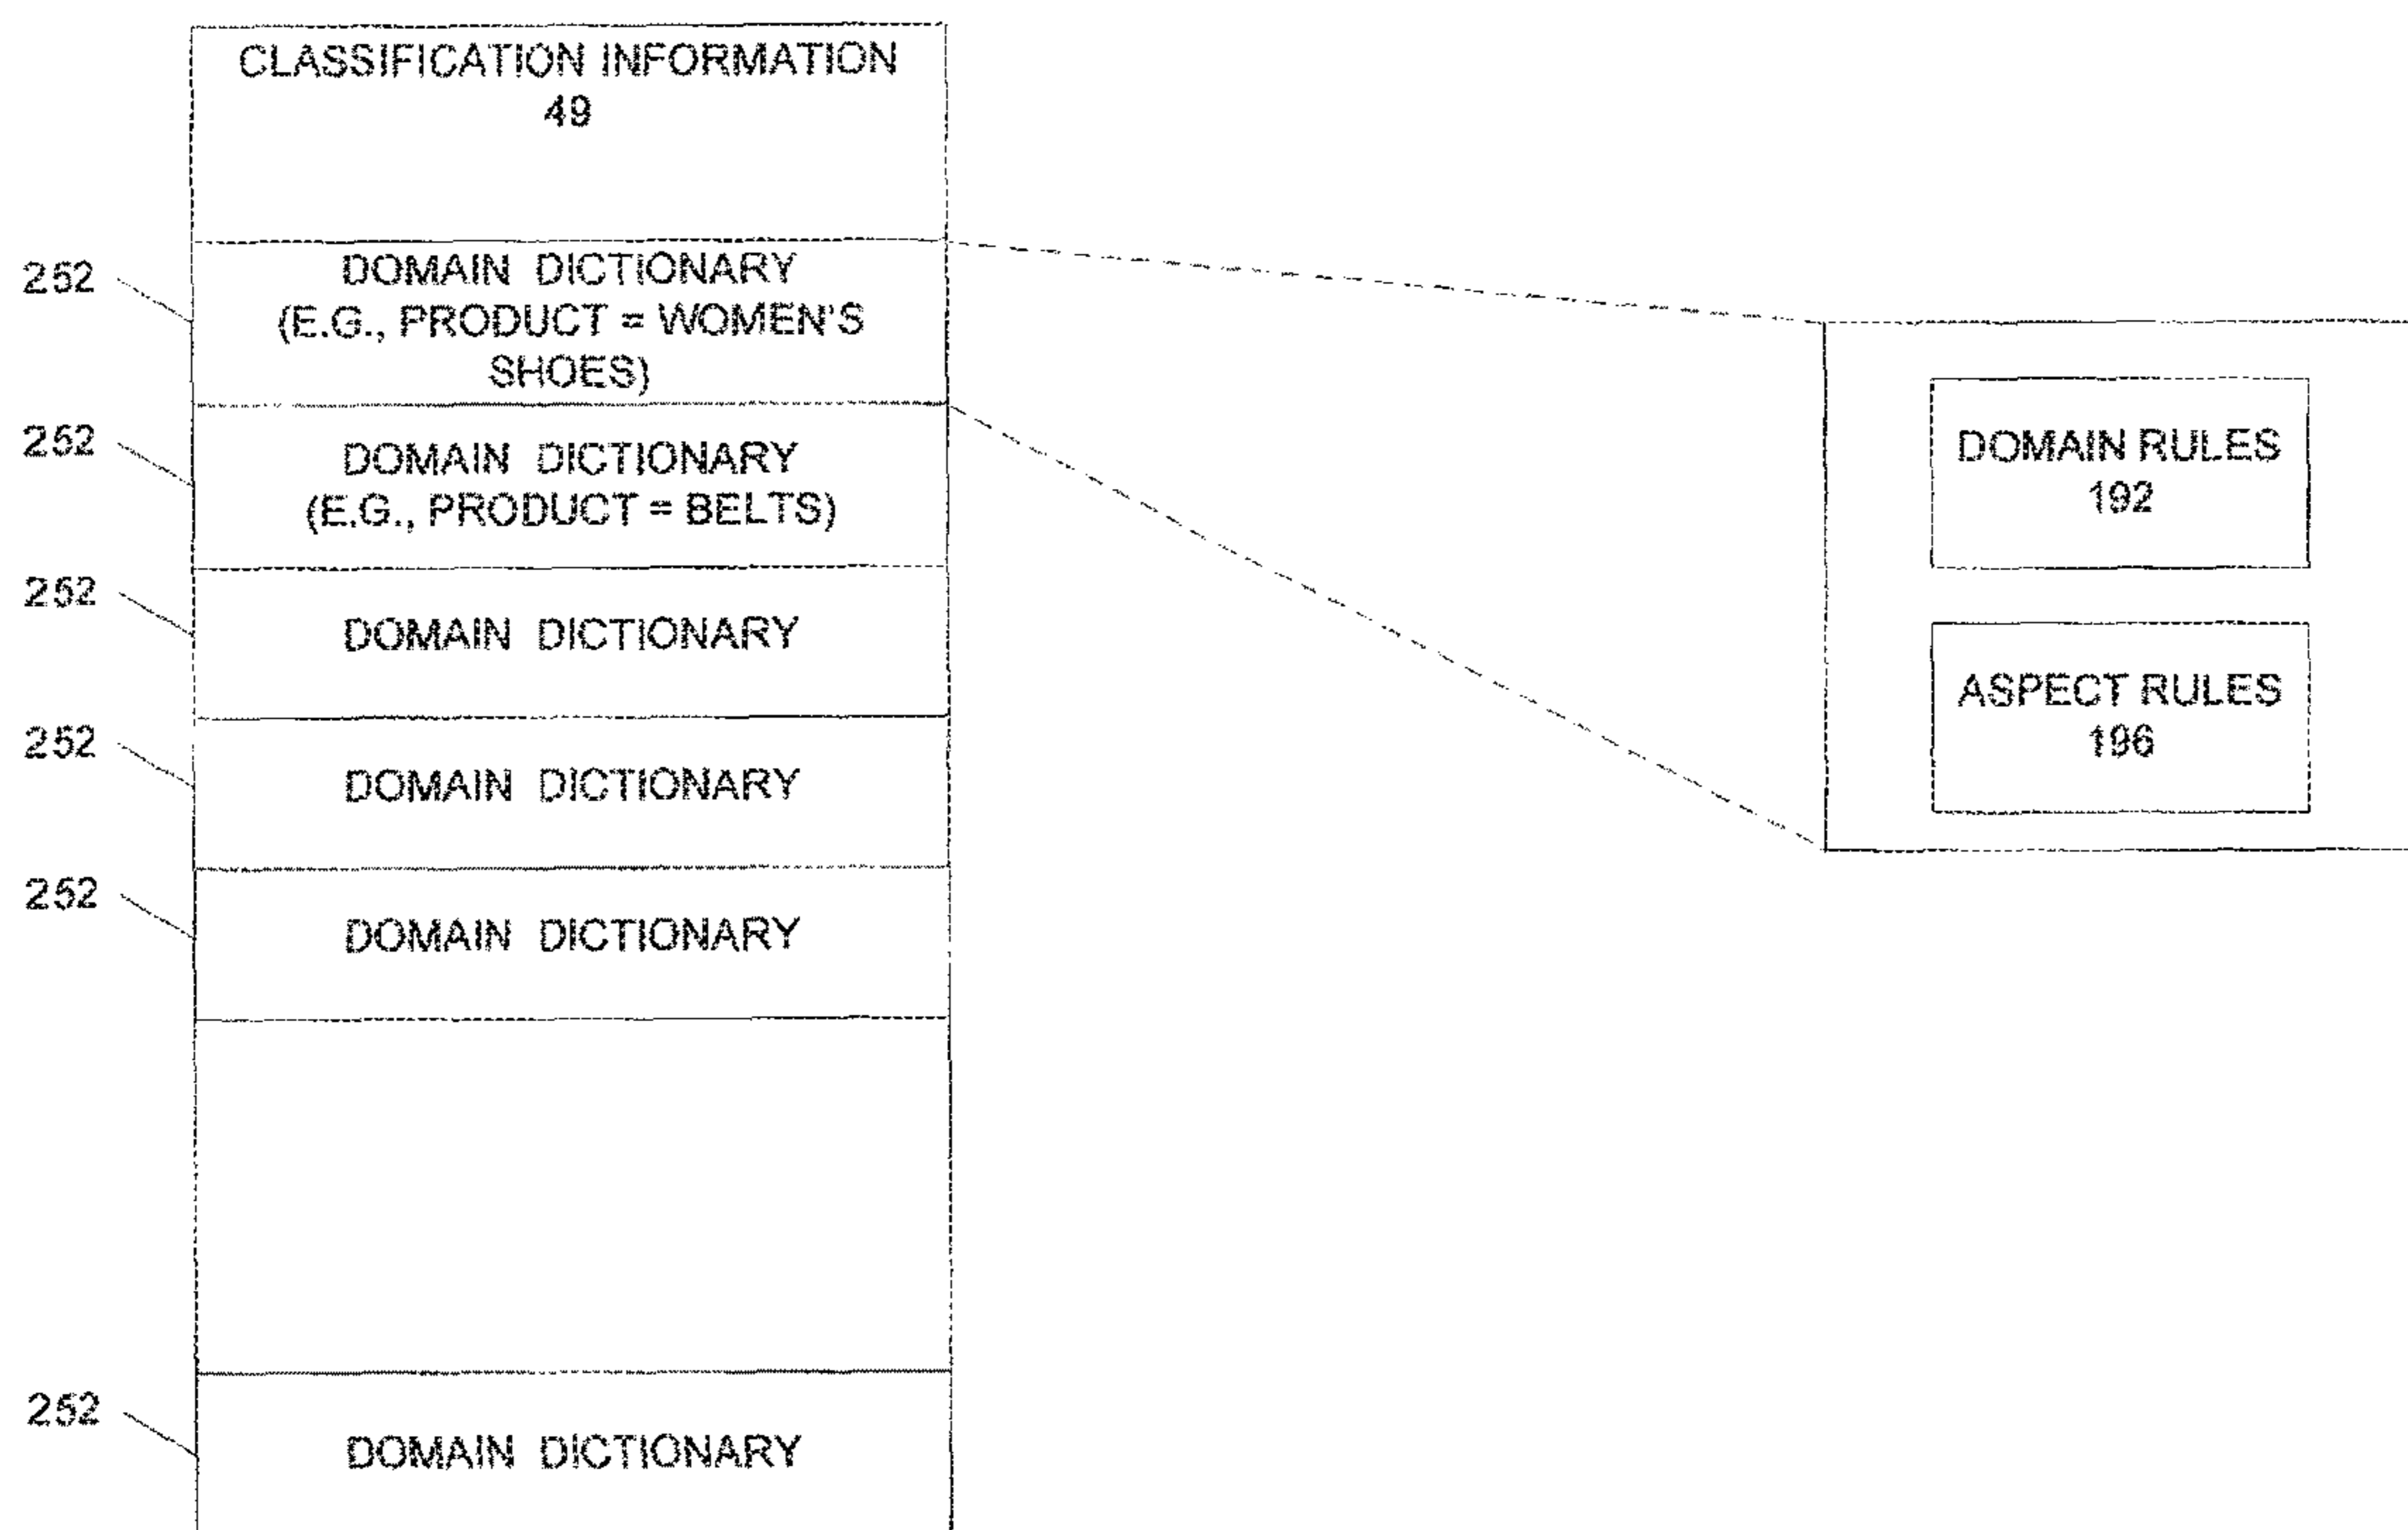 CLASSIFICATION INFORMATION
49
252
DOMAIN DICTIONARY
(E.G., PRODUCT = WOMEN'S
SHOES)
252
DOMAIN DICTIONARY
(E.G., PRODUCT = BELTS)
252
DOMAIN DICTIONARY
252
DOMAIN DICTIONARY
252
DOMAIN DICTIONARY
252
DOMAIN DICTIONARY
DOMAIN RULES
192
ASPECT RULES
196